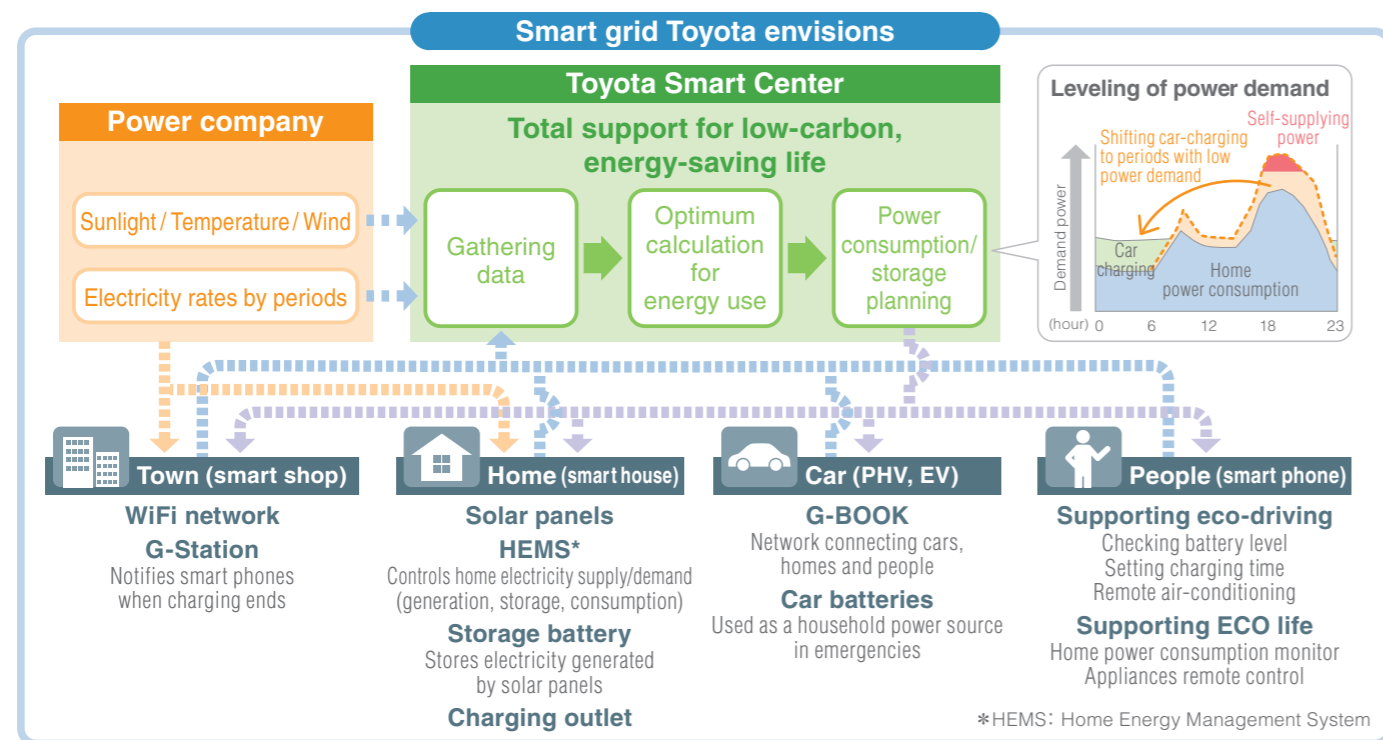 Smart grid Toyota envisions
Power company
Sunlight / Temperature / Wind
Electricity rates by periods
Toyota Smart Center
Total support for low-carbon,
energy-saving life
Gathering
data
Optimum
calculation
for
energy use
Power
consumption/
storage
planning
Leveling of power demand
Self-supplying
power
Shifting car-charging
to periods with low
power demand
Demand power
Car
charging
Home
power consumption
(hour) 0 6 12 18 23
Town (smart shop)
WiFi network
G-Station
Notifies smart phones
when charging ends
Home (smart house)
Solar panels
HEMS*
Controls home electricity supply/demand
(generation, storage, consumption)
Storage battery
Stores electricity generated
by solar panels
Charging outlet
Car (PHV, EV)
G-BOOK
Network connecting cars,
homes and people
Car batteries
Used as a household power source
in emergencies
People (smart phone)
Supporting eco-driving
Checking battery level
Setting charging time
Remote air-conditioning
Supporting ECO life
Home power consumption monitor
Appliances remote control
*HEMS: Home Energy Management System